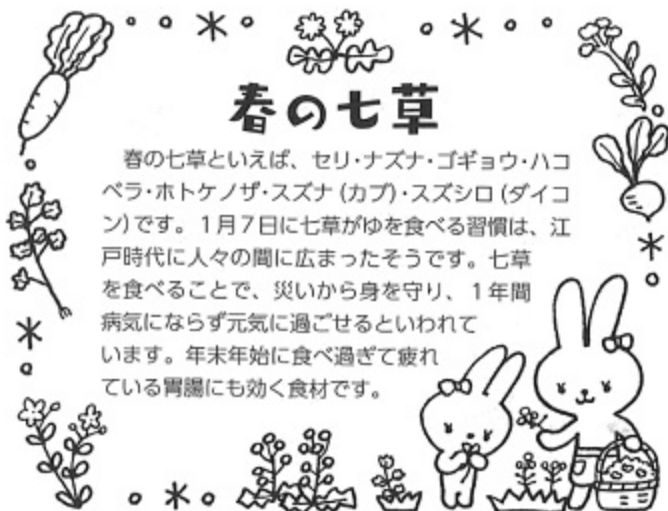 春の七草
春の七草といえば、セリ・ナズナ・ゴギョウ・ハコ
ベラ・ホトケノザ・スズナ(カブ)・スズシロ(ダイコ
ン)です。1月7日に七草がゆを食べる習慣は、江
戸時代に人々の間に広まったそうです。七草
を食べることで、災いから身を守り、1年間
病気にならず元気に過ごせるといわれて
います。年末年始に食べ過ぎて疲れ
ている胃腸にも効く食材です。